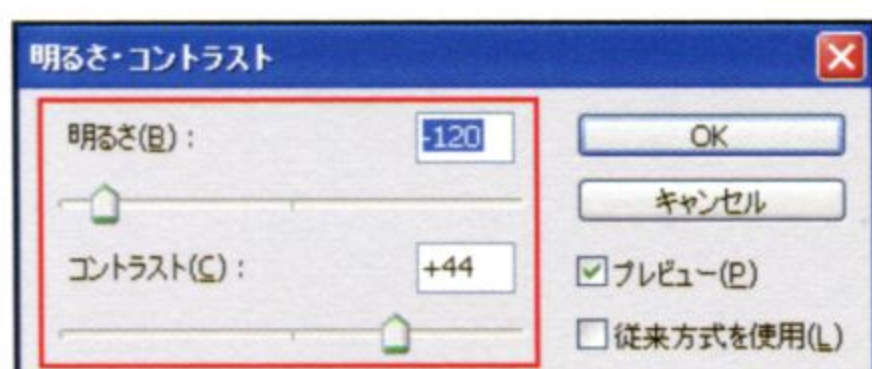 明るさ・コントラスト
明るさ(B) :
-120
OK
キャンセル
コントラスト(C) :
+44
プレビュー(P)
従来方式を使用(L)